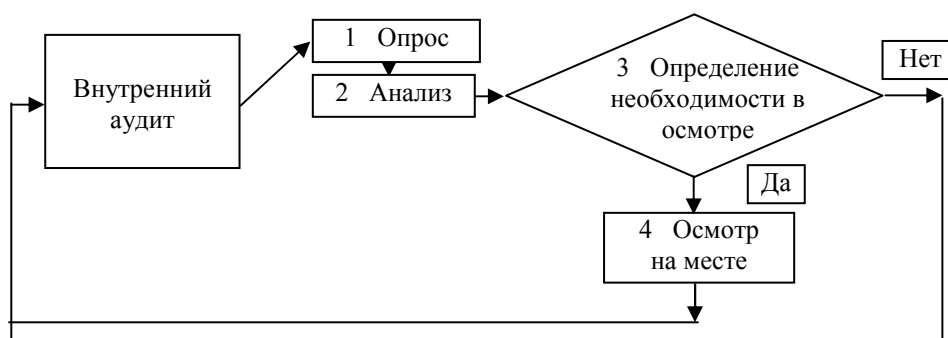 Внутренний
аудит
1 Опрос
2 Анализ
3 Определение
необходимости в
осмотре
Нет
Да
4 Осмотр
на месте